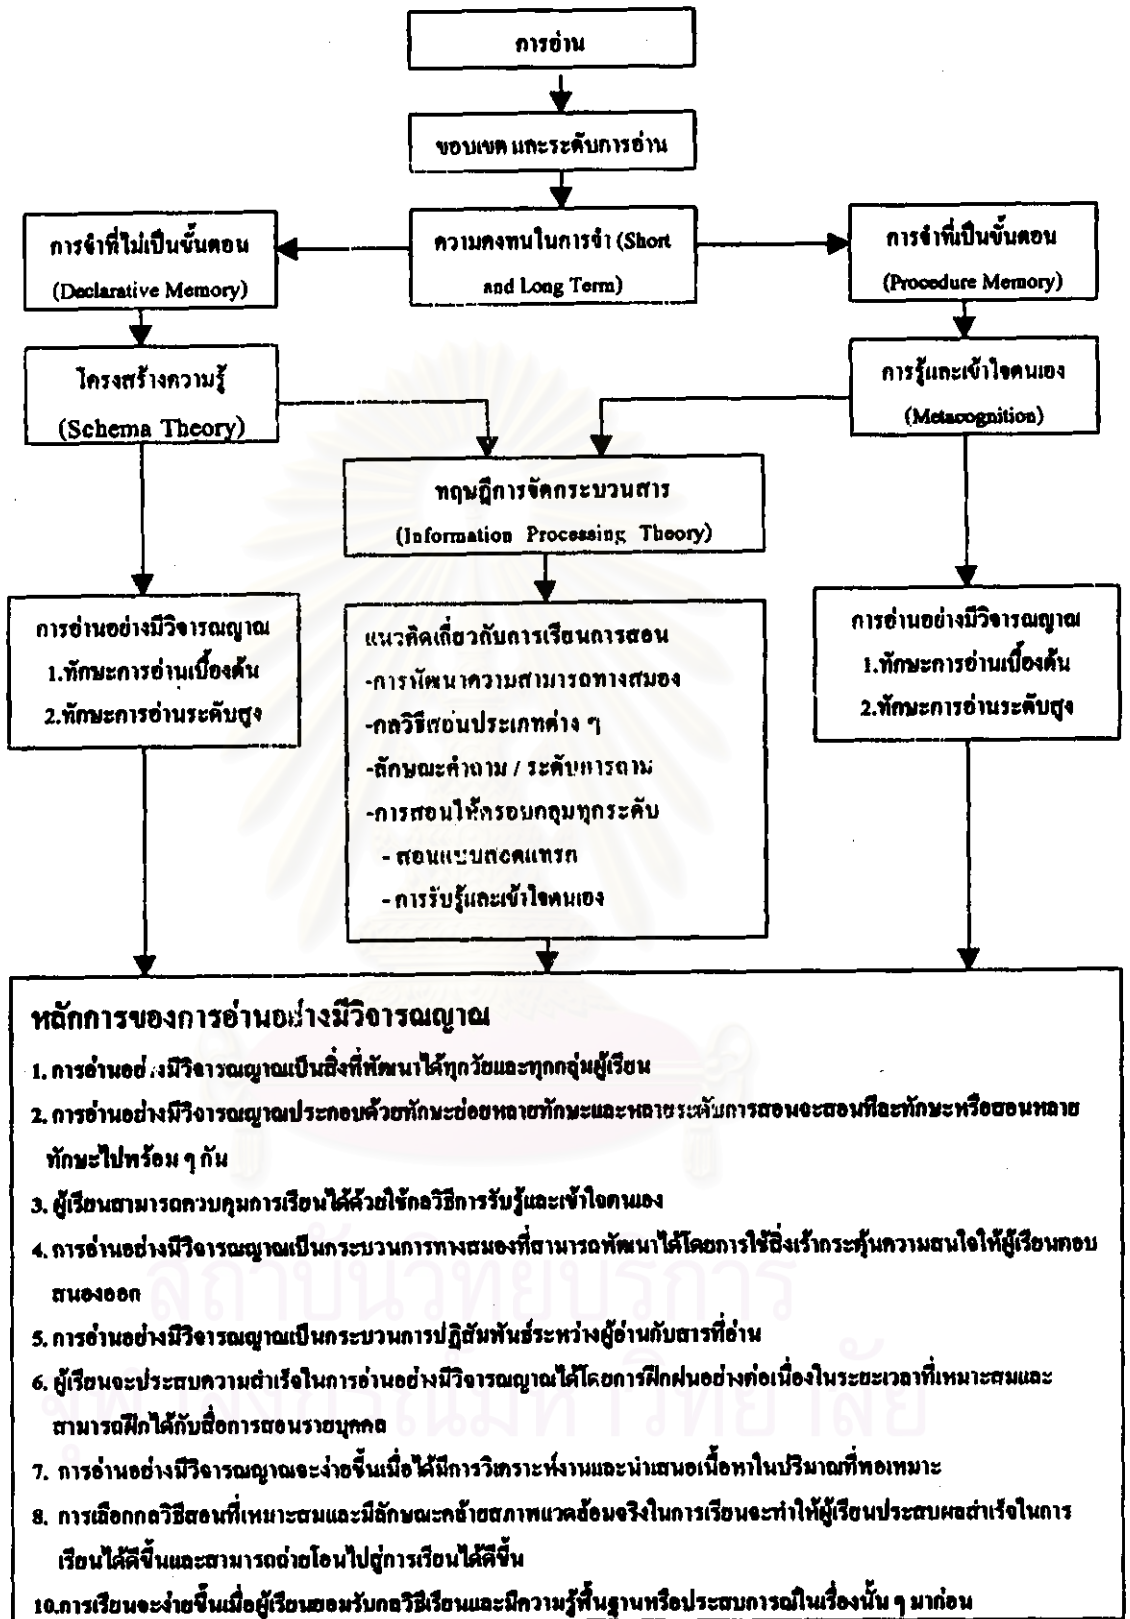 การอ่าน
ขอบเขต และระดับการอ่าน
การจำที่ไม่เป็นขั้นตอน
(Declarative Memory)
ความคงทนในการจำ (Short
and Long Term)
การจำที่เป็นขั้นตอน
(Procedure Memory)
โครงสร้างความรู้
(Schema Theory)
การรู้และเข้าใจตนเอง
(Metacognition)
ทฤษฎีการจัดกระบวนสาร
(Information Processing Theory)
การอ่านอย่างมีวิจารณญาณ
1.ทักษะการอ่านเบื้องต้น
2.ทักษะการอ่านระดับสูง
แนวคิดเกี่ยวกับการเรียนการสอน
-การพัฒนาความสามารถทางสมอง
-กลวิธีสอนประเภทต่าง ๆ
-ลักษณะคำถาม / ระดับการถาม
-การสอนให้ครอบคลุมทุกระดับ
- สอนแบบสอดแทรก
- การรับรู้และเข้าใจตนเอง
การอ่านอย่างมีวิจารณญาณ
1.ทักษะการอ่านเบื้องต้น
2.ทักษะการอ่านระดับสูง
หลักการของการอ่านอย่างมีวิจารณญาณ
1. การอ่านอย่างมีวิจารณญาณเป็นสิ่งที่พัฒนาได้ทุกวัยและทุกกลุ่มผู้เรียน
2. การอ่านอย่างมีวิจารณญาณประกอบด้วยทักษะย่อยหลายทักษะและหลายระดับการสอนจะสอนทีละทักษะหรือสอนหลาย
ทักษะไปพร้อม ๆ กัน
3. ผู้เรียนสามารถควบคุมการเรียนได้ด้วยใช้กลวิธีการรับรู้และเข้าใจตนเอง
4. การอ่านอย่างมีวิจารณญาณเป็นกระบวนการทางสมองที่สามารถพัฒนาได้โดยการใช้สิ่งเร้ากระตุ้นความสนใจให้ผู้เรียนตอบ
สนองออก
5. การอ่านอย่างมีวิจารณญาณเป็นกระบวนการปฏิสัมพันธ์ระหว่างผู้อ่านกับสารที่อ่าน
6. ผู้เรียนจะประสบความสำเร็จในการอ่านอย่างมีวิจารณญาณได้โดยการฝึกฝนอย่างต่อเนื่องในระยะเวลาที่เหมาะสมและ
สามารถฝึกได้กับสื่อการสอนรายบุคคล
7. การอ่านอย่างมีวิจารณญาณจะง่ายขึ้นเมื่อได้มีการวิเคราะห์งานและนำเสนอเนื้อหาในปริมาณที่พอเหมาะ
8. การเลือกกลวิธีสอนที่เหมาะสมและมีลักษณะคล้ายสภาพแวดล้อมจริงในการเรียนจะทำให้ผู้เรียนประสบผลสำเร็จในการ
เรียนได้ดีขึ้นและสามารถถ่ายโอนไปสู่การเรียนได้ดีขึ้น
10.การเรียนจะง่ายขึ้นเมื่อผู้เรียนยอมรับกลวิธีเรียนและมีความรู้พื้นฐานหรือประสบการณ์ในเรื่องนั้น ๆ มาก่อน
สถาบันวิทยบริการ
จุฬาลงกรณ์มหาวิทยาลัย